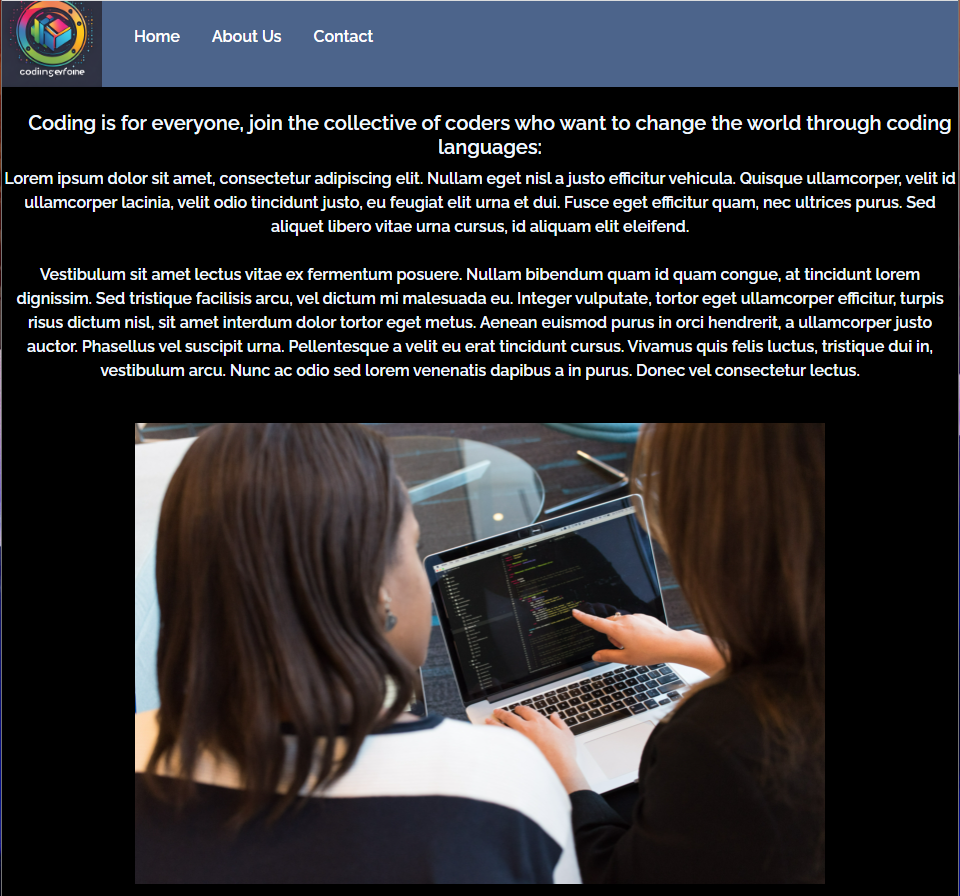 codiingevfoine
Home About Us Contact
Coding is for everyone, join the collective of coders who want to change the world through coding
languages:
Lorem ipsum dolor sit amet, consectetur adipiscing elit. Nullam eget nisl a justo efficitur vehicula. Quisque ullamcorper, velit id
ullamcorper lacinia, velit odio tincidunt justo, eu feugiat elit urna et dui. Fusce eget efficitur quam, nec ultrices purus. Sed
aliquet libero vitae urna cursus, id aliquam elit eleifend.
Vestibulum sit amet lectus vitae ex fermentum posuere. Nullam bibendum quam id quam congue, at tincidunt lorem
dignissim. Sed tristique facilisis arcu, vel dictum mi malesuada eu. Integer vulputate, tortor eget ullamcorper efficitur, turpis
risus dictum nisl, sit amet interdum dolor tortor eget metus. Aenean euismod purus in orci hendrerit, a ullamcorper justo
auctor. Phasellus vel suscipit urna. Pellentesque a velit eu erat tincidunt cursus. Vivamus quis felis luctus, tristique dui in,
vestibulum arcu. Nunc ac odio sed lorem venenatis dapibus a in purus. Donec vel consectetur lectus.